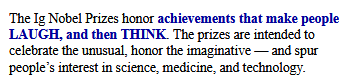 The Ig Nobel Prizes honor achievements that make people
LAUGH, and then THINK. The prizes are intended to
celebrate the unusual, honor the imaginative — and spur
people's interest in science, medicine, and technology.